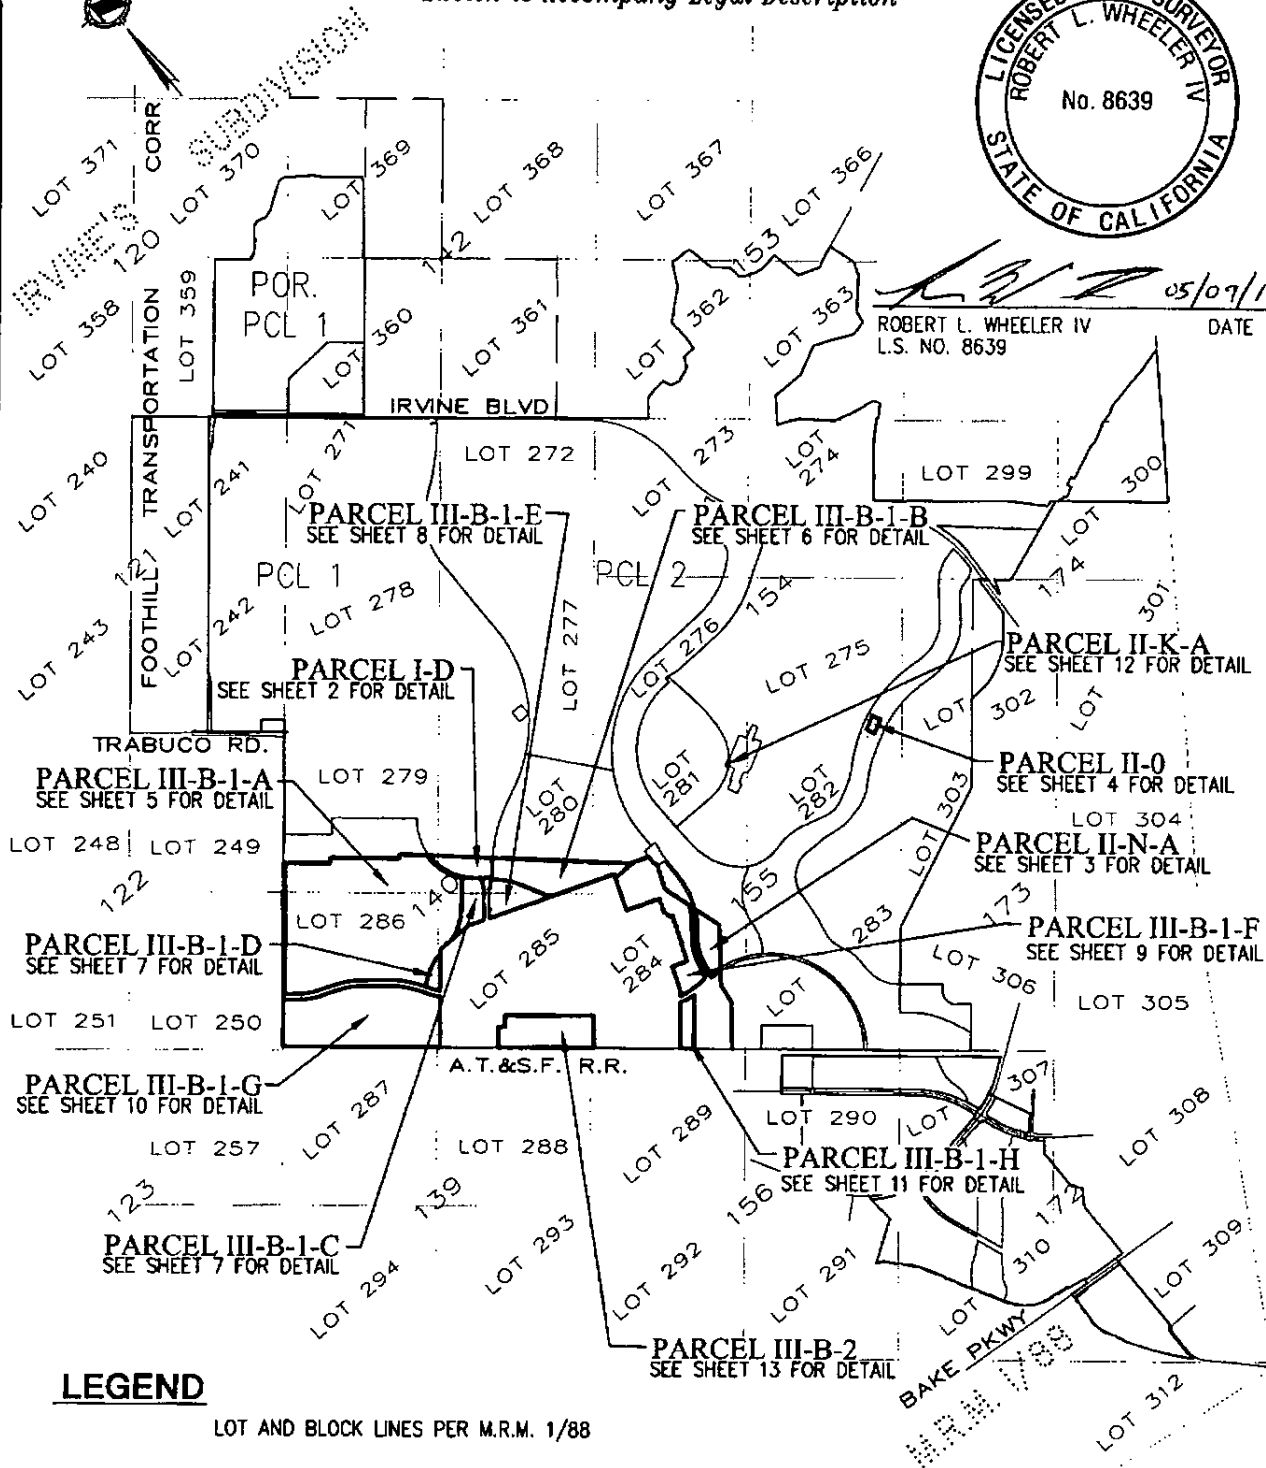 Sketch to Accompany Legal Description
LICENSED SURVEYOR
ROBERT L. WHEELER IV
No. 8639
STATE OF CALIFORNIA
05/09/1
ROBERT L. WHEELER IV
DATE
L.S. NO. 8639
IRVINE'S
SUBDIVISION
FOOTHILL TRANSPORTATION CORR
LOT 371
LOT 370
LOT 369
LOT 368
LOT 367
LOT 366
120
142
153
LOT 358
LOT 359
POR.
PCL 1
LOT 360
LOT 361
LOT 362
LOT 363
IRVINE BLVD
LOT 240
LOT 241
LOT 271
LOT 272
LOT 273
LOT 274
LOT 299
300
LOT
PARCEL III-B-1-E
SEE SHEET 8 FOR DETAIL
PARCEL III-B-1-B
SEE SHEET 6 FOR DETAIL
PCL 1
PCL 2
154
174
301
LOT 243
LOT 242
LOT 278
LOT 277
LOT 276
LOT 275
PARCEL II-K-A
SEE SHEET 12 FOR DETAIL
PARCEL I-D
SEE SHEET 2 FOR DETAIL
LOT 302
LOT
TRABUCO RD.
PARCEL III-B-1-A
SEE SHEET 5 FOR DETAIL
LOT 279
LOT 280
LOT 281
LOT 282
PARCEL II-0
SEE SHEET 4 FOR DETAIL
LOT 303
LOT 304
LOT 248
LOT 249
PARCEL II-N-A
SEE SHEET 3 FOR DETAIL
122
140
155
173
LOT 286
LOT 285
LOT 284
LOT 283
PARCEL III-B-1-D
SEE SHEET 7 FOR DETAIL
PARCEL III-B-1-F
SEE SHEET 9 FOR DETAIL
LOT 306
LOT 305
LOT 251
LOT 250
A.T.&S.F. R.R.
PARCEL III-B-1-G
SEE SHEET 10 FOR DETAIL
LOT 287
LOT 257
LOT 288
LOT 289
LOT 290
LOT 307
LOT 308
PARCEL III-B-1-H
SEE SHEET 11 FOR DETAIL
123
139
156
172
PARCEL III-B-1-C
SEE SHEET 7 FOR DETAIL
LOT 294
LOT 293
LOT 292
LOT 291
LOT 310
LOT 309
PARCEL III-B-2
SEE SHEET 13 FOR DETAIL
BAKE PKWY
M.R.M. 1/88
LOT 312
LEGEND
LOT AND BLOCK LINES PER M.R.M. 1/88